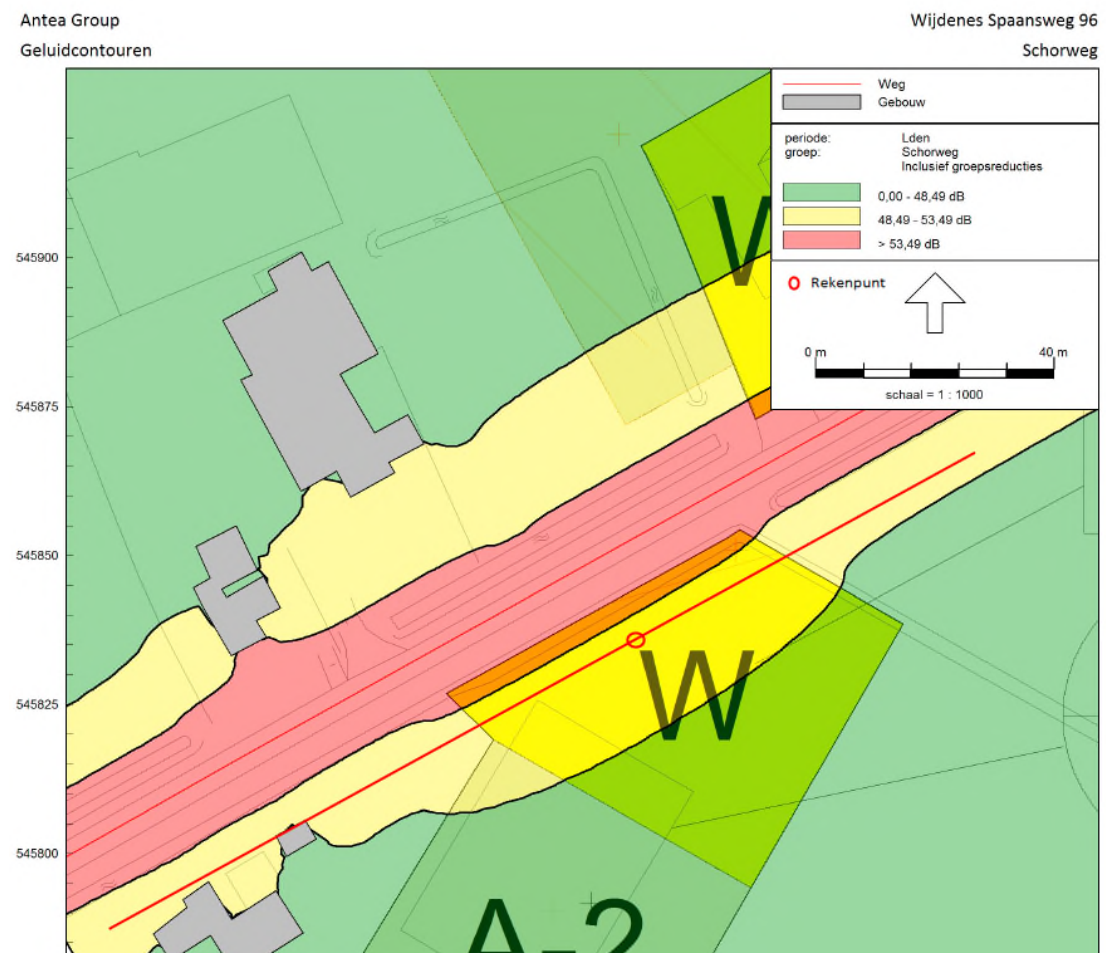 Antea Group
Wijdenes Spaansweg 96
Geluidcontouren
Schorweg
Weg
Gebouw
periode: Lden
groep: Schorweg
Inclusief groepsreducties
0,00 - 48,49 dB
48,49 - 53,49 dB
> 53,49 dB
Rekenpunt
0 m 40 m
schaal = 1 : 1000
545900
545875
545850
545825
545800
W
A-2